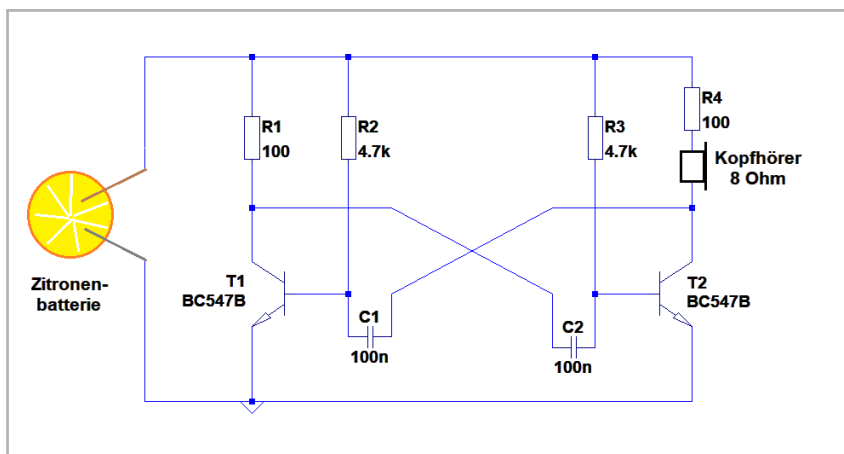 R1
100
R2
4.7k
R3
4.7k
R4
100
Kopfhörer
8 Ohm
Zitronen-
batterie
T1
BC547B
C1
100n
C2
100n
T2
BC547B